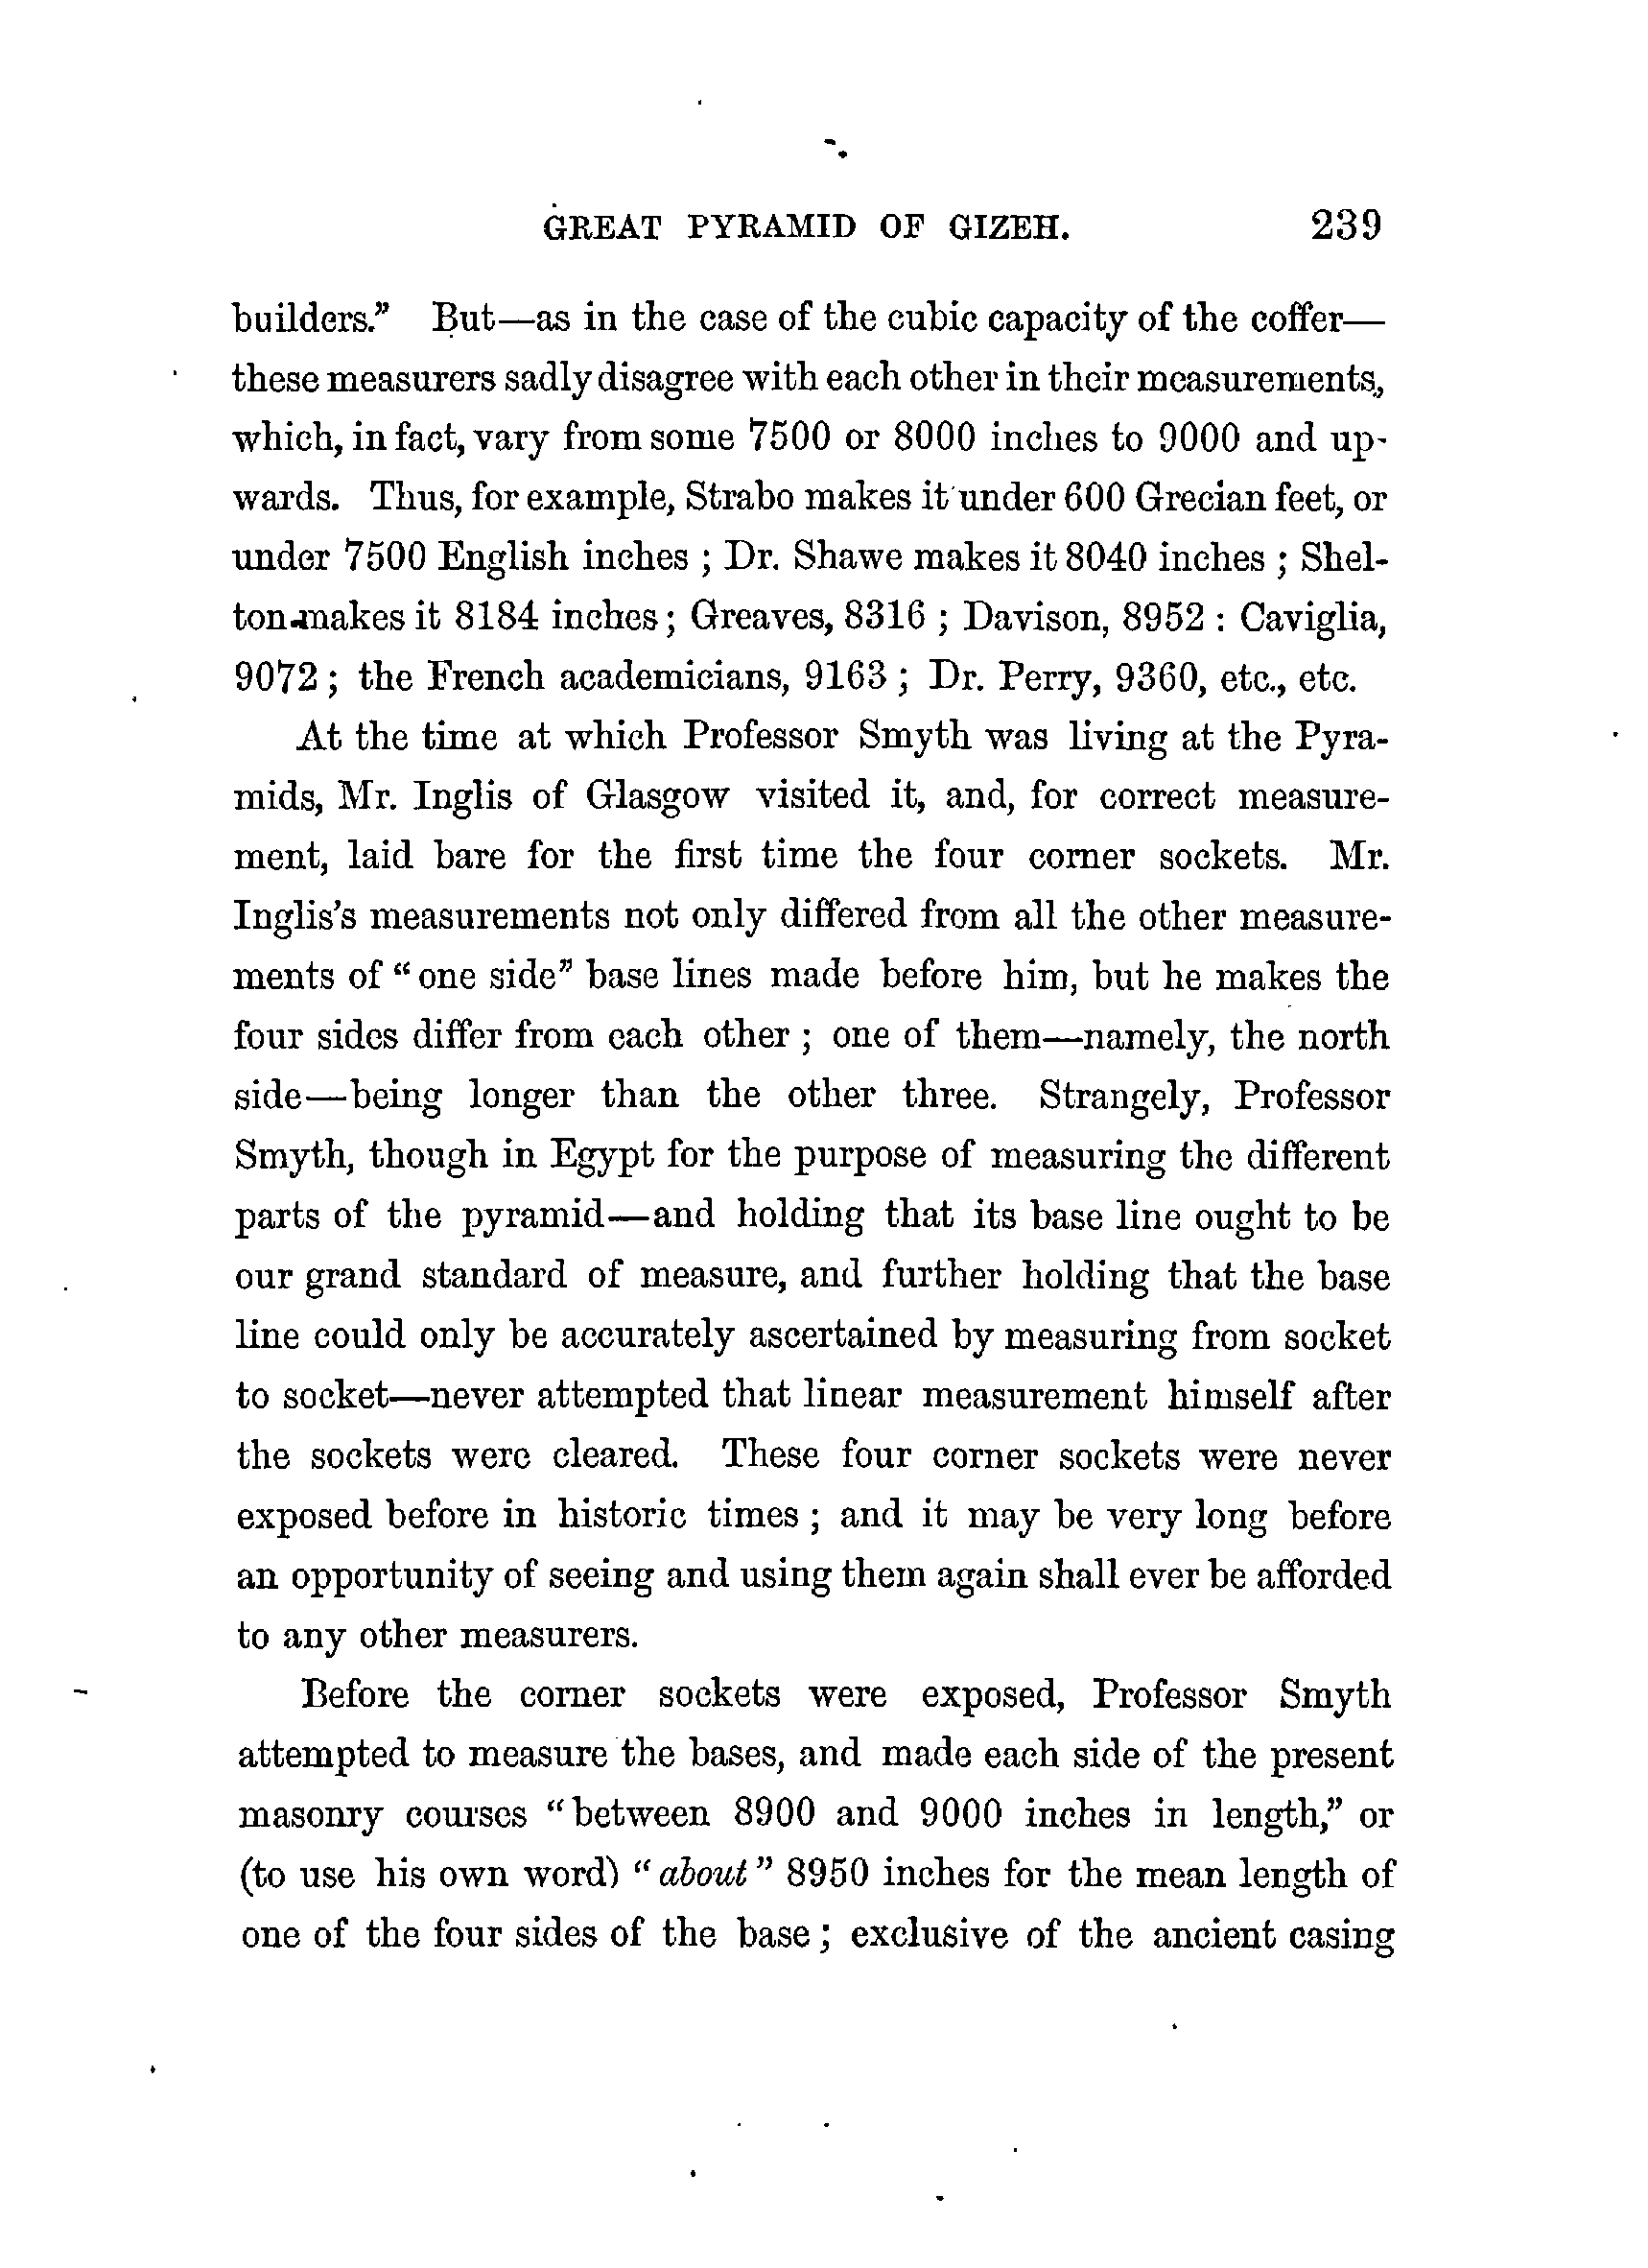 GREAT PYRAMID OF GIZEH. 239
builders.” But—as in the case of the cubic capacity of the coffer—
these measurers sadly disagree with each other in their measurements,
which, in fact, vary from some 7500 or 8000 inches to 9000 and up-
wards. Thus, for example, Strabo makes it under 600 Grecian feet, or
under 7500 English inches ; Dr. Shawe makes it 8040 inches ; Shel-
ton makes it 8184 inches ; Greaves, 8316 ; Davison, 8952 : Caviglia,
9072 ; the French academicians, 9163 ; Dr. Perry, 9360, etc., etc.
At the time at which Professor Smyth was living at the Pyra-
mids, Mr. Inglis of Glasgow visited it, and, for correct measure-
ment, laid bare for the first time the four corner sockets. Mr.
Inglis’s measurements not only differed from all the other measure-
ments of “ one side” base lines made before him, but he makes the
four sides differ from each other ; one of them—namely, the north
side—being longer than the other three. Strangely, Professor
Smyth, though in Egypt for the purpose of measuring the different
parts of the pyramid—and holding that its base line ought to be
our grand standard of measure, and further holding that the base
line could only be accurately ascertained by measuring from socket
to socket—never attempted that linear measurement himself after
the sockets were cleared. These four corner sockets were never
exposed before in historic times ; and it may be very long before
an opportunity of seeing and using them again shall ever be afforded
to any other measurers.
Before the corner sockets were exposed, Professor Smyth
attempted to measure the bases, and made each side of the present
masonry courses “between 8900 and 9000 inches in length,” or
(to use his own word) “ about ” 8950 inches for the mean length of
one of the four sides of the base ; exclusive of the ancient casing